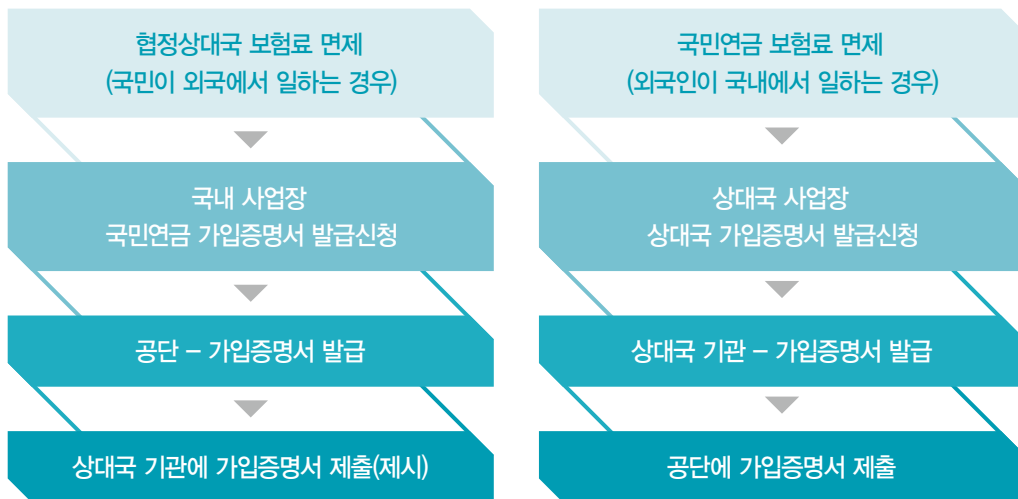 협정상대국 보험료 면제
(국민이 외국에서 일하는 경우)
국내 사업장
국민연금 가입증명서 발급신청
공단 – 가입증명서 발급
상대국 기관에 가입증명서 제출(제시)
국민연금 보험료 면제
(외국인이 국내에서 일하는 경우)
상대국 사업장
상대국 가입증명서 발급신청
상대국 기관 – 가입증명서 발급
공단에 가입증명서 제출